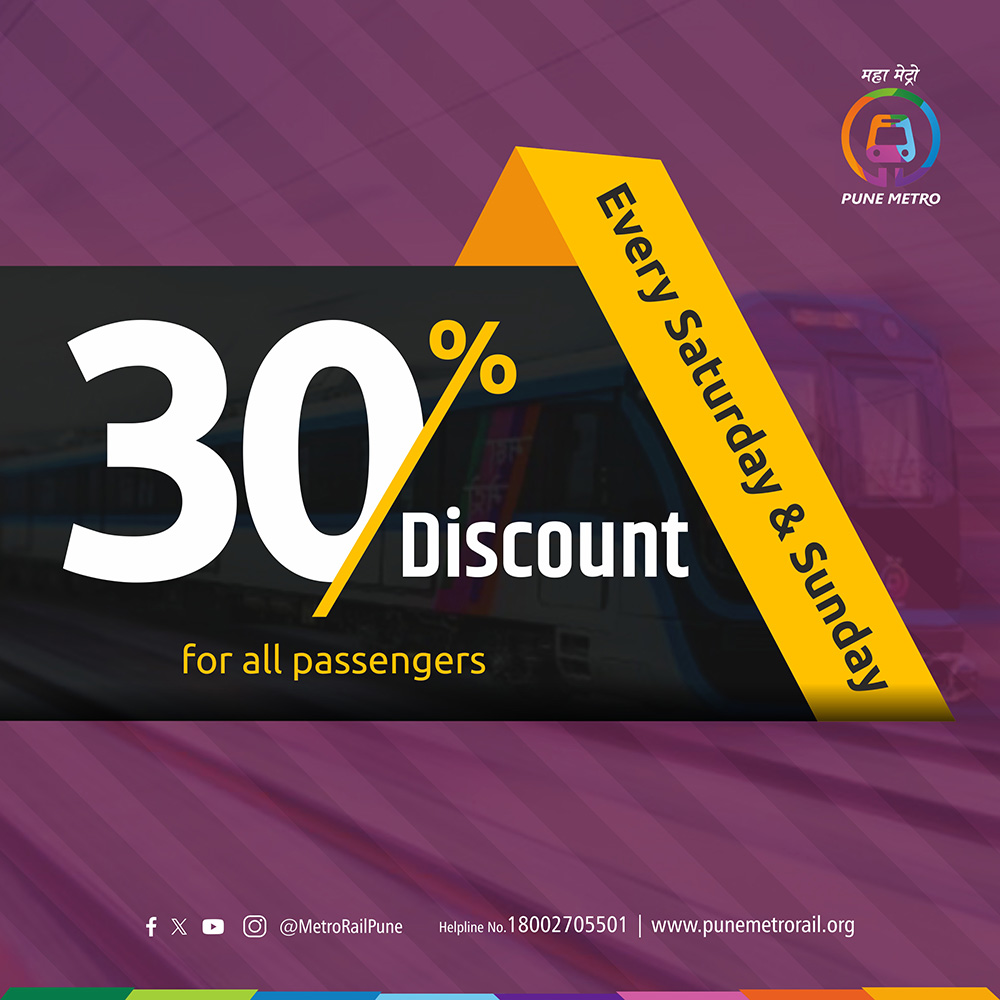 महा मेट्रो
PUNE METRO
Every Saturday & Sunday
30%
Discount
for all passengers
@MetroRailPune Helpline No.18002705501 | www.punemetrorail.org